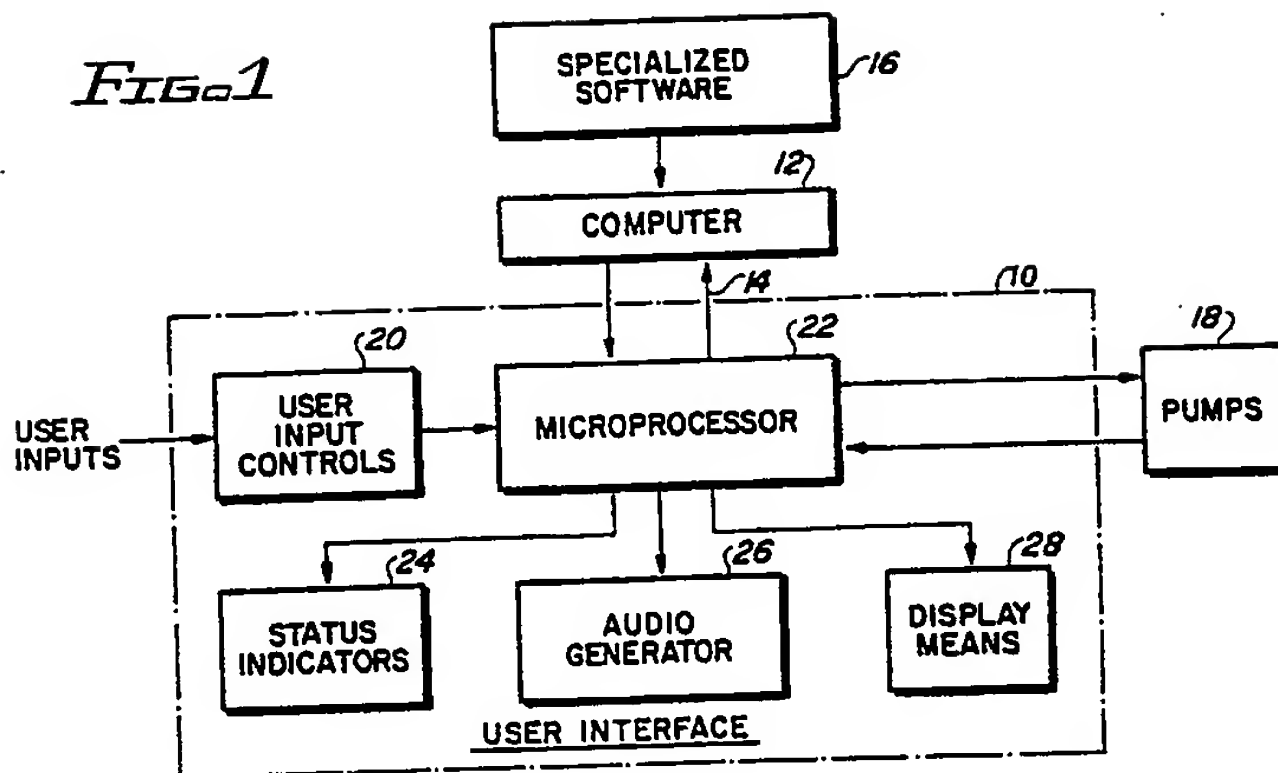 FIG. 1
SPECIALIZED
SOFTWARE
16
12
COMPUTER
14
10
18
20
22
USER
INPUT
CONTROLS
MICROPROCESSOR
PUMPS
USER
INPUTS
24
26
28
STATUS
INDICATORS
AUDIO
GENERATOR
DISPLAY
MEANS
USER INTERFACE